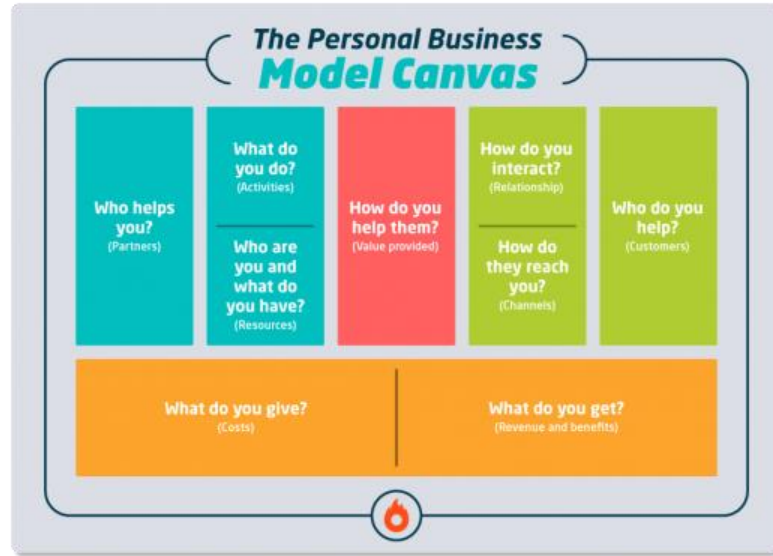 The Personal Business
Model Canvas
Who helps
you?
(Partners)
What do
you do?
(Activities)
Who are
you and
what do
you have?
(Resources)
How do you
help them?
(Value provided)
How do you
interact?
(Relationship)
How do
they reach
you?
(Channels)
Who do you
help?
(Customers)
What do you give?
(Costs)
What do you get?
(Revenue and benefits)